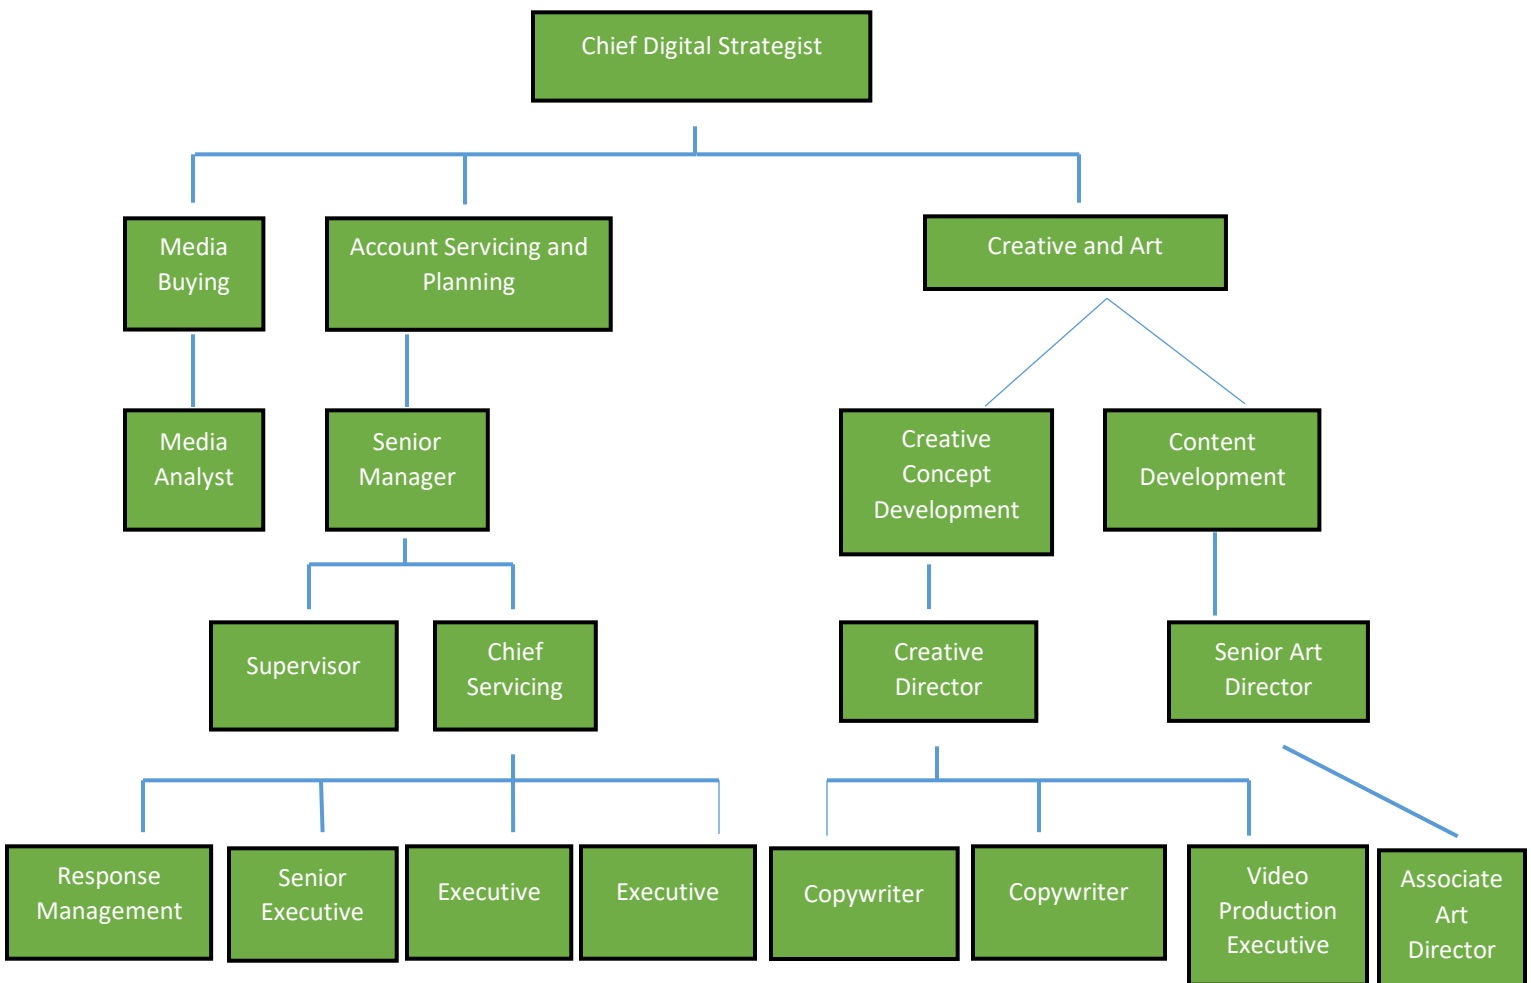 Chief Digital Strategist
Media
Buying
Account Servicing and
Planning
Creative and Art
Media
Analyst
Senior
Manager
Creative
Concept
Development
Content
Development
Supervisor
Chief
Servicing
Creative
Director
Senior Art
Director
Response
Management
Senior
Executive
Executive
Executive
Copywriter
Copywriter
Video
Production
Executive
Associate
Art
Director